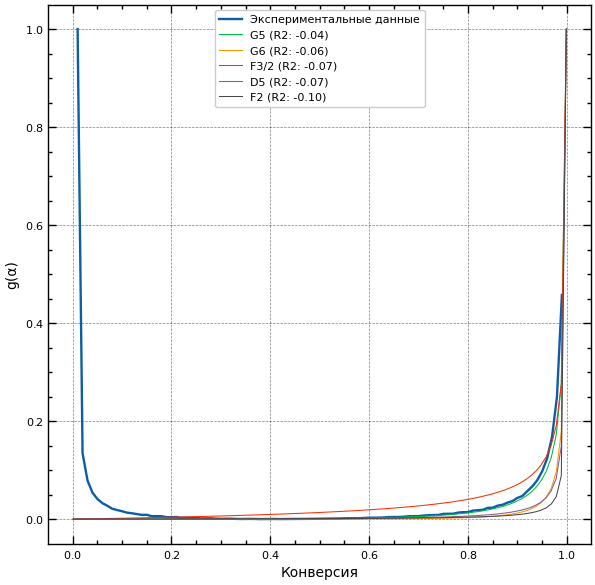 Экспериментальные данные
G5 (R2: -0.04)
G6 (R2: -0.06)
F3/2 (R2: -0.07)
D5 (R2: -0.07)
F2 (R2: -0.10)
1.0
0.8
0.6
0.4
0.2
0.0
g(α)
0.0 0.2 0.4 0.6 0.8 1.0
Конверсия